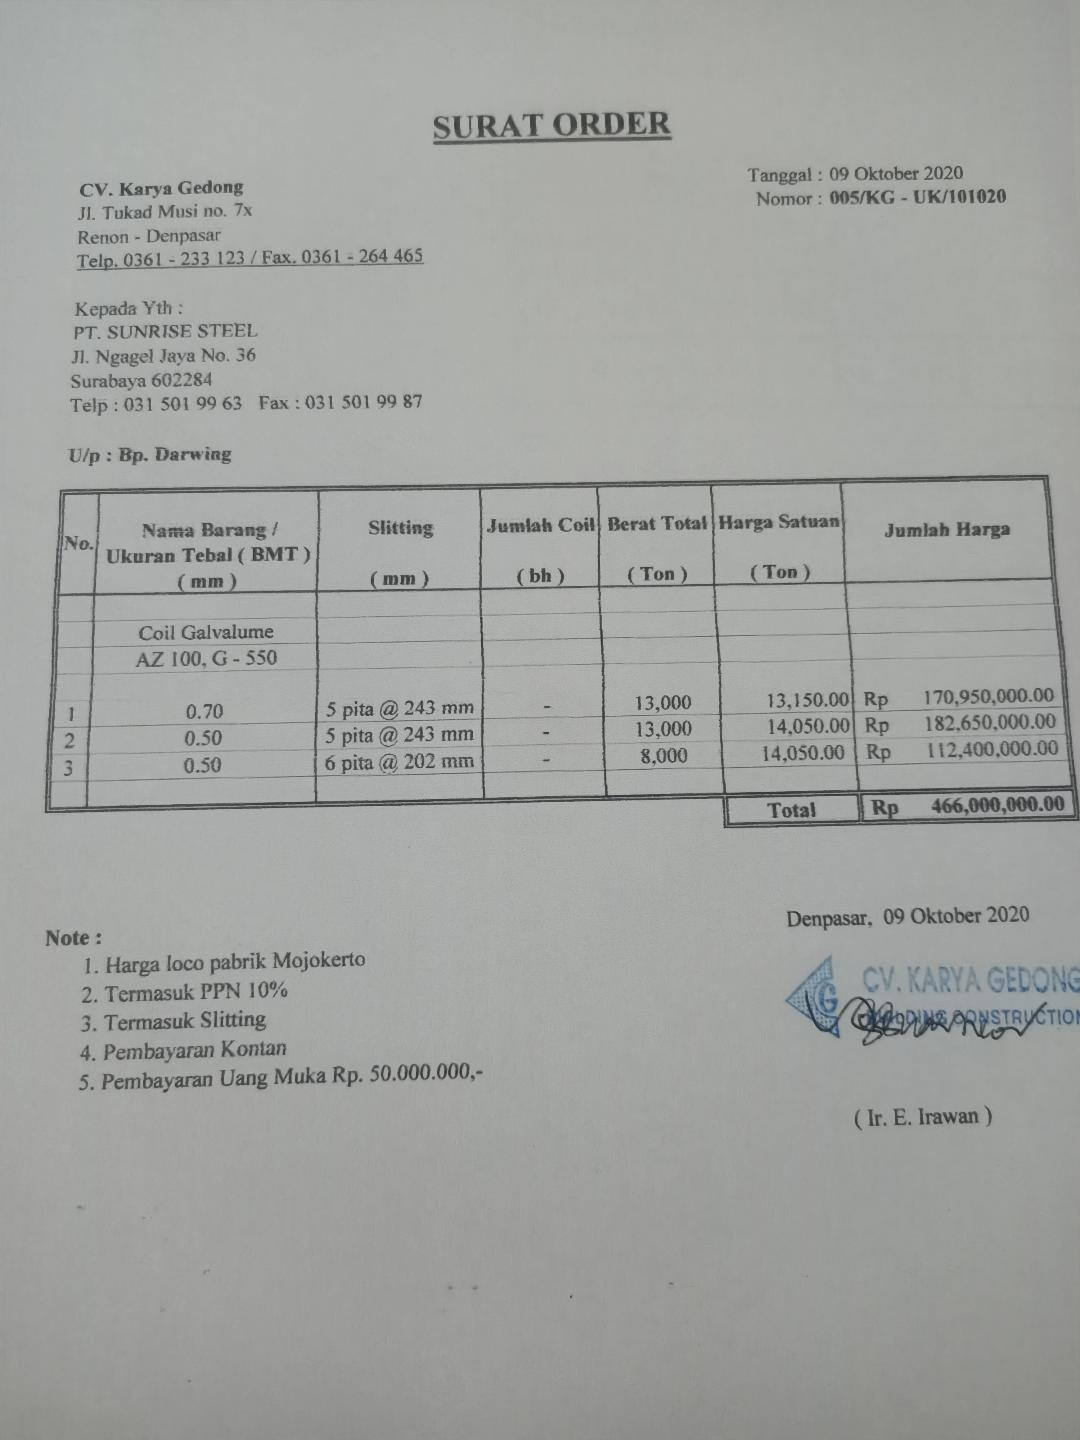 SURAT ORDER
CV. Karya Gedong
Jl. Tukad Musi no. 7x
Renon - Denpasar
Telp. 0361 - 233 123 / Fax. 0361 - 264 465
Tanggal : 09 Oktober 2020
Nomor : 005/KG - UK/101020
Kepada Yth :
PT. SUNRISE STEEL
Jl. Ngagel Jaya No. 36
Surabaya 602284
Telp : 031 501 99 63 Fax : 031 501 99 87
U/p : Bp. Darwing
No. Nama Barang / Ukuran Tebal ( BMT ) ( mm ) Slitting ( mm ) Jumlah Coil ( bh ) Berat Total ( Ton ) Harga Satuan ( Ton ) Jumlah Harga
Coil Galvalume
AZ 100, G - 550
1 0.70 5 pita @ 243 mm - 13,000 13,150.00 Rp 170,950,000.00
2 0.50 5 pita @ 243 mm - 13,000 14,050.00 Rp 182,650,000.00
3 0.50 6 pita @ 202 mm - 8,000 14,050.00 Rp 112,400,000.00
Total Rp 466,000,000.00
Note :
1. Harga loco pabrik Mojokerto
2. Termasuk PPN 10%
3. Termasuk Slitting
4. Pembayaran Kontan
5. Pembayaran Uang Muka Rp. 50.000.000,-
Denpasar, 09 Oktober 2020
G CV. KARYA GEDONG
CONSTRUCTION
( Ir. E. Irawan )